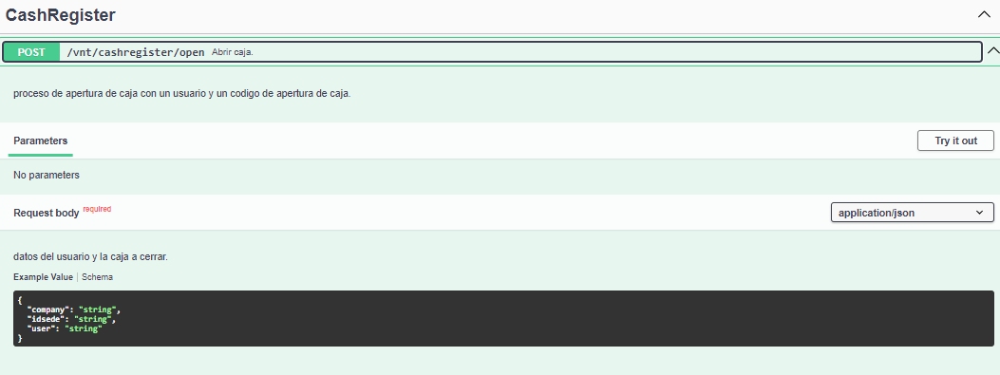 CashRegister
POST /vnt/cashregister/open Abrir caja.
proceso de apertura de caja con un usuario y un codigo de apertura de caja.
Parameters Try it out
No parameters
Request body required application/json
datos del usuario y la caja a cerrar.
Example Value | Schema
{
"company": "string",
"idsede": "string",
"user": "string"
}